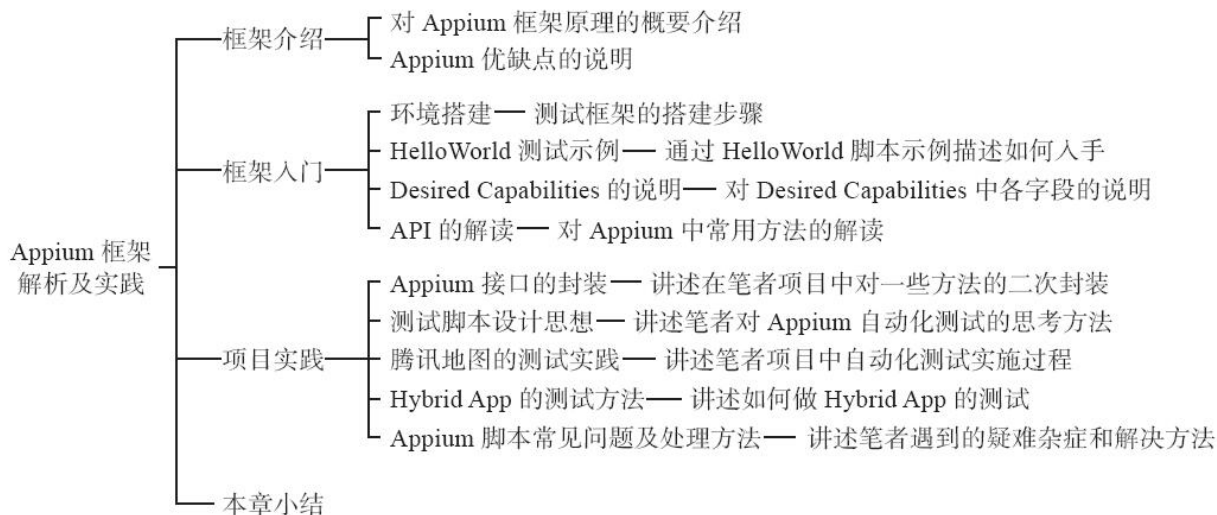 Appium 框架
解析及实践
框架介绍
对 Appium 框架原理的概要介绍
Appium 优缺点的说明
框架入门
环境搭建
测试框架的搭建步骤
HelloWorld 测试示例
通过 HelloWorld 脚本示例描述如何入手
Desired Capabilities 的说明
对 Desired Capabilities 中各字段的说明
API 的解读
对 Appium 中常用方法的解读
项目实践
Appium 接口的封装
讲述在笔者项目中对一些方法的二次封装
测试脚本设计思想
讲述笔者对 Appium 自动化测试的思考方法
腾讯地图的测试实践
讲述笔者项目中自动化测试实施过程
Hybrid App 的测试方法
讲述如何做 Hybrid App 的测试
Appium 脚本常见问题及处理方法
讲述笔者遇到的疑难杂症和解决方法
本章小结